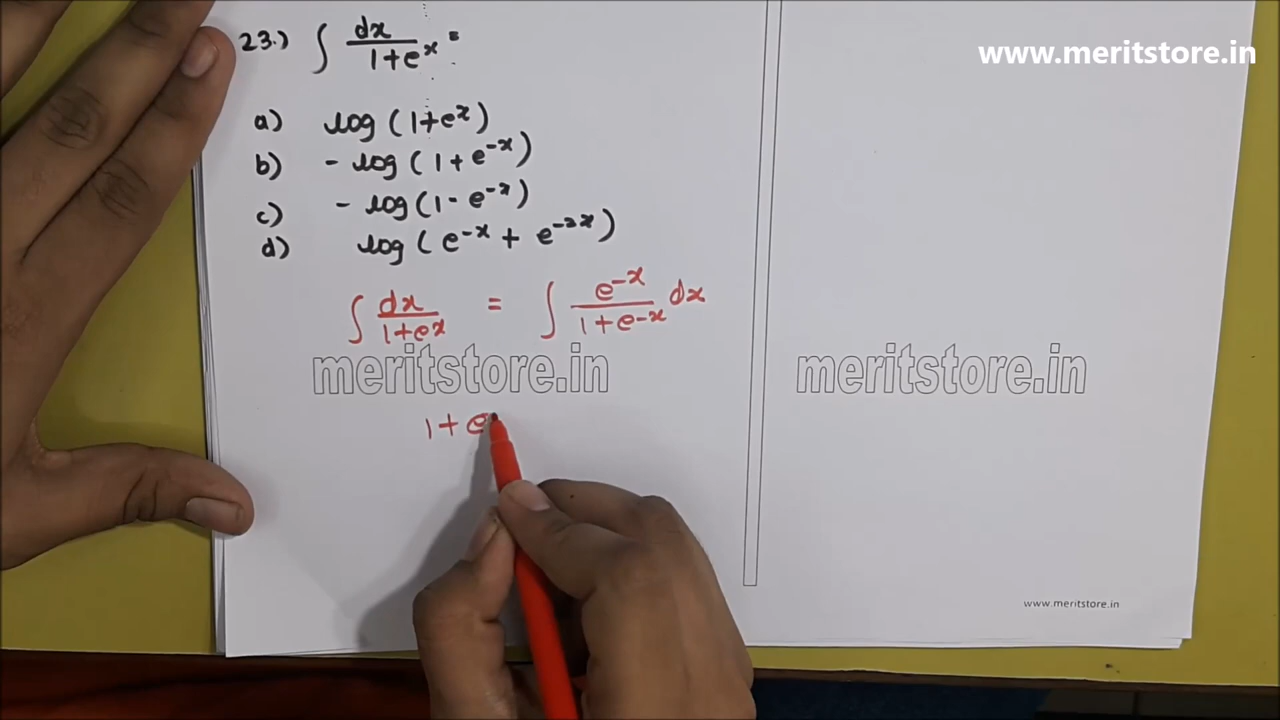 www.meritstore.in
23.) ∫ dx / 1+e^x =
a) log (1+e^x)
b) - log (1 + e^-x)
c) - log (1 - e^-x)
d) log (e^-x + e^-2x)
∫ dx / 1+e^x = ∫ e^-x / 1+e^-x dx
meritstore.in meritstore.in
1+e
www.meritstore.in